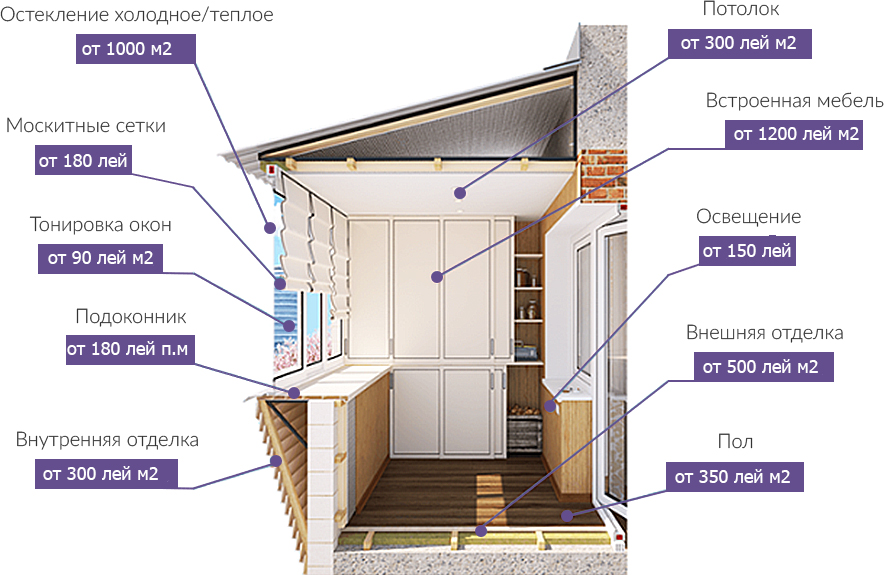 Остекление холодное/теплое
от 1000 м2
Москитные сетки
от 180 лей
Тонировка окон
от 90 лей м2
Подоконник
от 180 лей п.м
Внутренняя отделка
от 300 лей м2
Потолок
от 300 лей м2
Встроенная мебель
от 1200 лей м2
Освещение
от 150 лей
Внешняя отделка
от 500 лей м2
Пол
от 350 лей м2